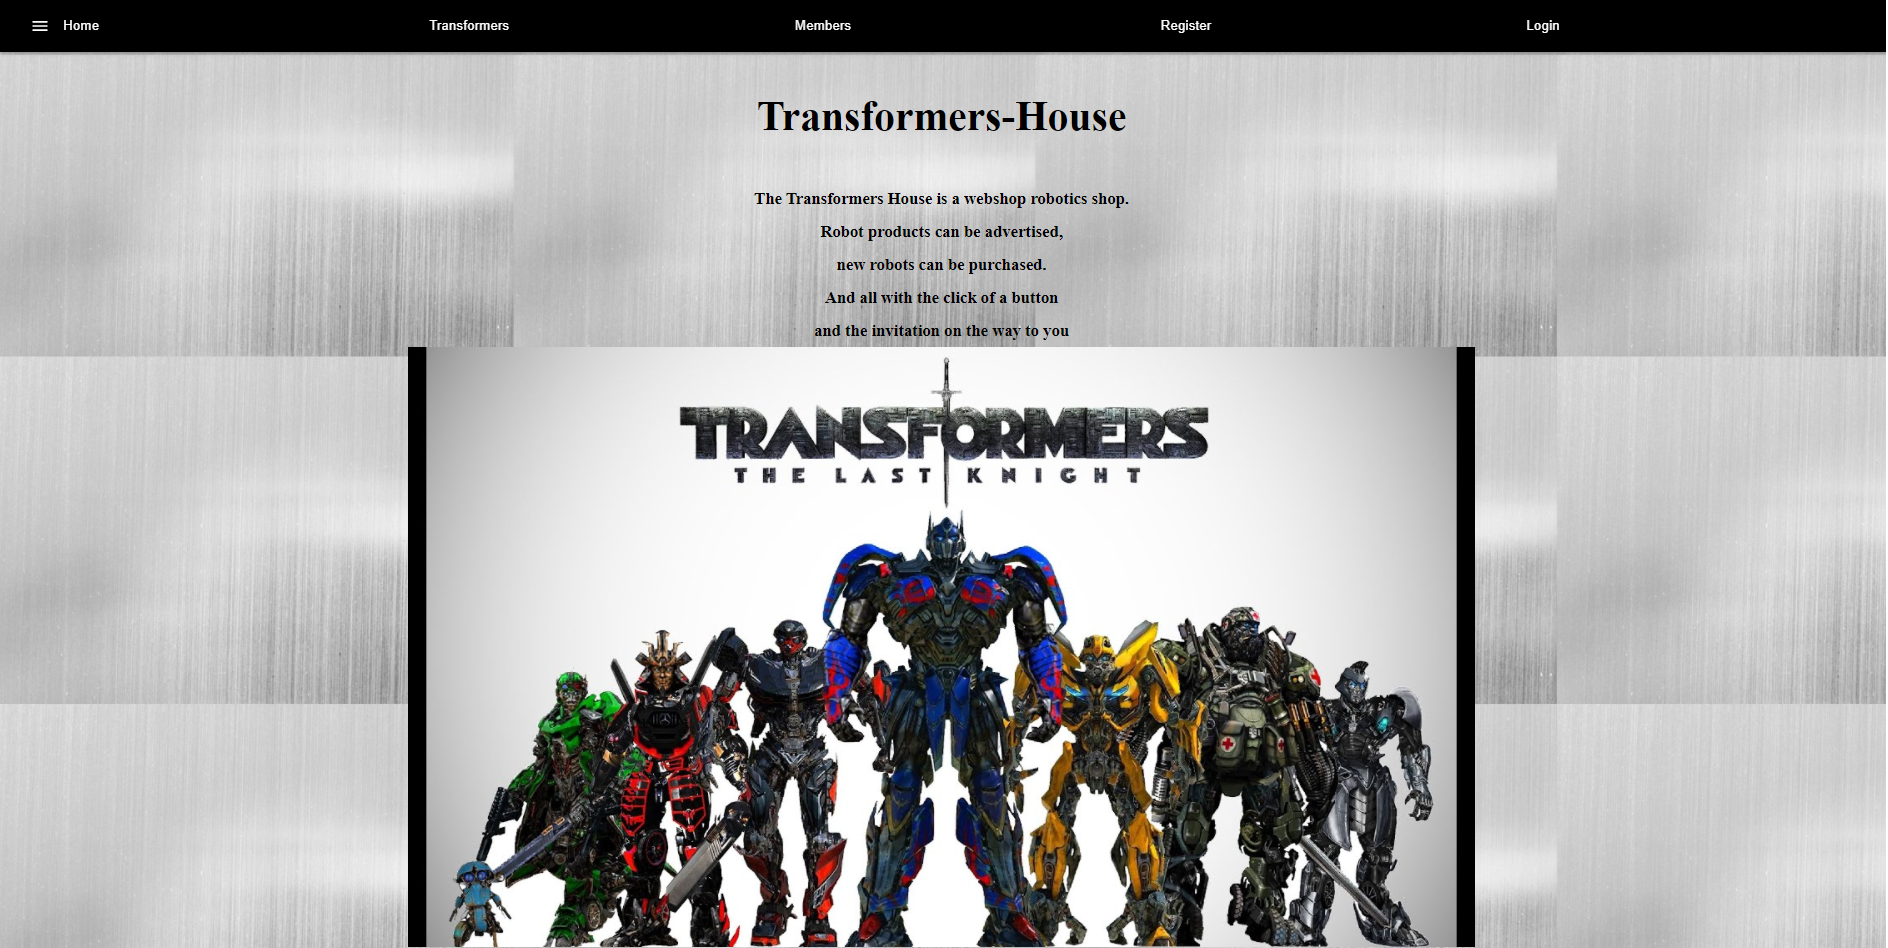 Home Transformers Members Register Login
Transformers-House
The Transformers House is a webshop robotics shop.
Robot products can be advertised,
new robots can be purchased.
And all with the click of a button
and the invitation on the way to you
TRANSFORMERS
THE LAST KNIGHT